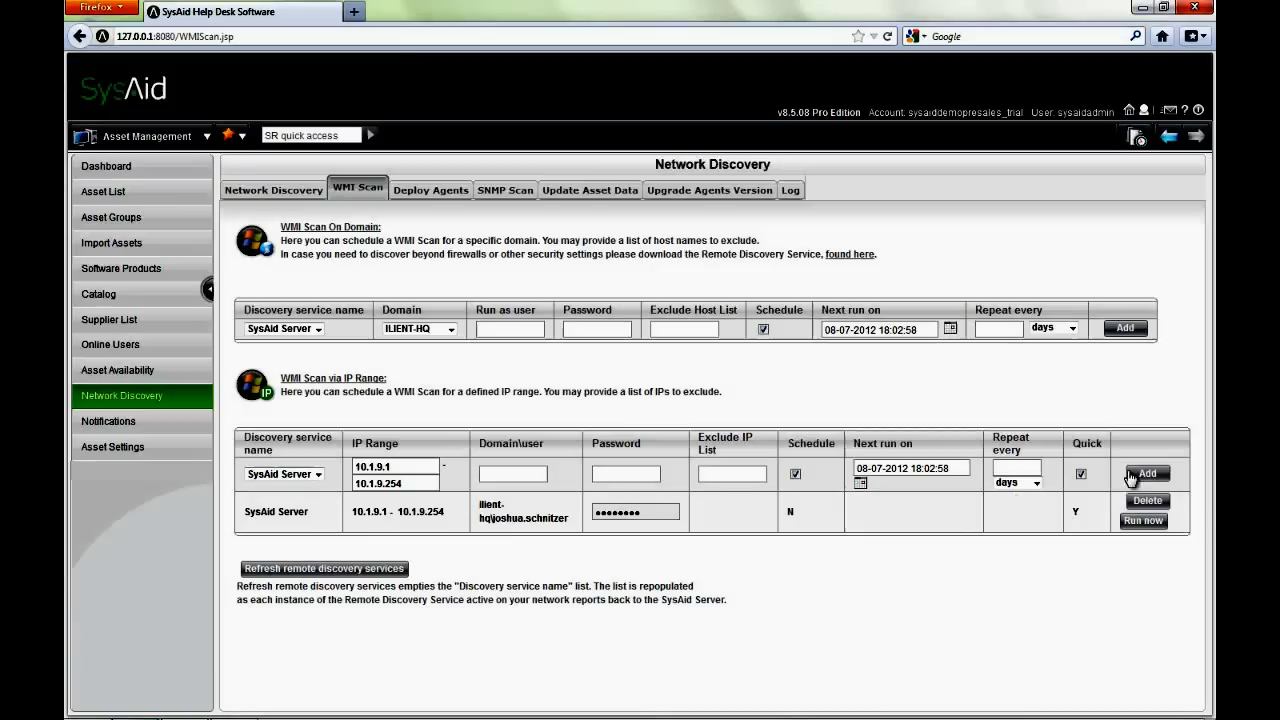 Firefox
SysAid Help Desk Software
127.0.0.1:8080/WMIScan.jsp
Google
SysAid
v8.5.08 Pro Edition Account: sysaiddemopresales_trial User: sysaidadmin
Asset Management
SR quick access
Dashboard
Asset List
Asset Groups
Import Assets
Software Products
Catalog
Supplier List
Online Users
Asset Availability
Network Discovery
Notifications
Asset Settings
Network Discovery
Network Discovery WMI Scan Deploy Agents SNMP Scan Update Asset Data Upgrade Agents Version Log
WMI Scan On Domain:
Here you can schedule a WMI Scan for a specific domain. You may provide a list of host names to exclude.
In case you need to discover beyond firewalls or other security settings please download the Remote Discovery Service, found here.
Discovery service name Domain Run as user Password Exclude Host List Schedule Next run on Repeat every
SysAid Server ILIENT-HQ 08-07-2012 18:02:58 days Add
IP
WMI Scan via IP Range:
Here you can schedule a WMI Scan for a defined IP range. You may provide a list of IPs to exclude.
Discovery service name IP Range Domain\user Password Exclude IP List Schedule Next run on Repeat every Quick
SysAid Server 10.1.9.1 - 10.1.9.254 08-07-2012 18:02:58 days Add
SysAid Server 10.1.9.1 - 10.1.9.254 ilient-hq\joshua.schnitzer •••••••• N Y Delete
Run now
Refresh remote discovery services
Refresh remote discovery services empties the "Discovery service name" list. The list is repopulated
as each instance of the Remote Discovery Service active on your network reports back to the SysAid Server.